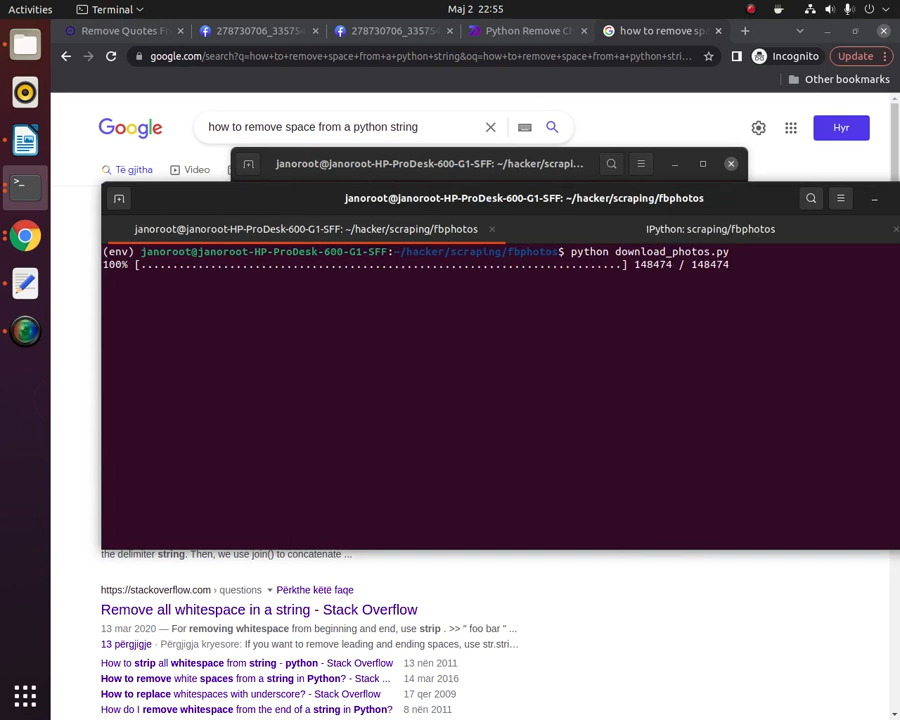 Activities
Terminal
Maj 2 22:55
Remove Quotes Fr
278730706_33575
278730706_33575
Python Remove Ch
how to remove sp
google.com/search?q=how+to+remove+space+from+a+python+string&oq=how+to+remove+space+from+a+python+stri...
Incognito
Update
Other bookmarks
Google
how to remove space from a python string
Hyr
Të gjitha
Video
janoroot@janoroot-HP-ProDesk-600-G1-SFF: ~/hacker/scrapi...
janoroot@janoroot-HP-ProDesk-600-G1-SFF: ~/hacker/scraping/fbphotos
janoroot@janoroot-HP-ProDesk-600-G1-SFF: ~/hacker/scraping/fbphotos
IPython: scraping/fbphotos
(env) janoroot@janoroot-HP-ProDesk-600-G1-SFF:~/hacker/scraping/fbphotos$ python download_photos.py
100% [..........................................................................] 148474 / 148474
the delimiter string. Then, we use join() to concatenate ...
https://stackoverflow.com › questions
Përkthe këtë faqe
Remove all whitespace in a string - Stack Overflow
13 mar 2020 — For removing whitespace from beginning and end, use strip . >> " foo bar " ...
13 përgjigje · Përgjigja kryesore: If you want to remove leading and ending spaces, use str.stri…
How to strip all whitespace from string - python - Stack Overflow 13 nën 2011
How to remove white spaces from a string in Python? - Stack ... 14 mar 2016
How to replace whitespaces with underscore? - Stack Overflow 17 qer 2009
How do I remove whitespace from the end of a string in Python? 8 nën 2011